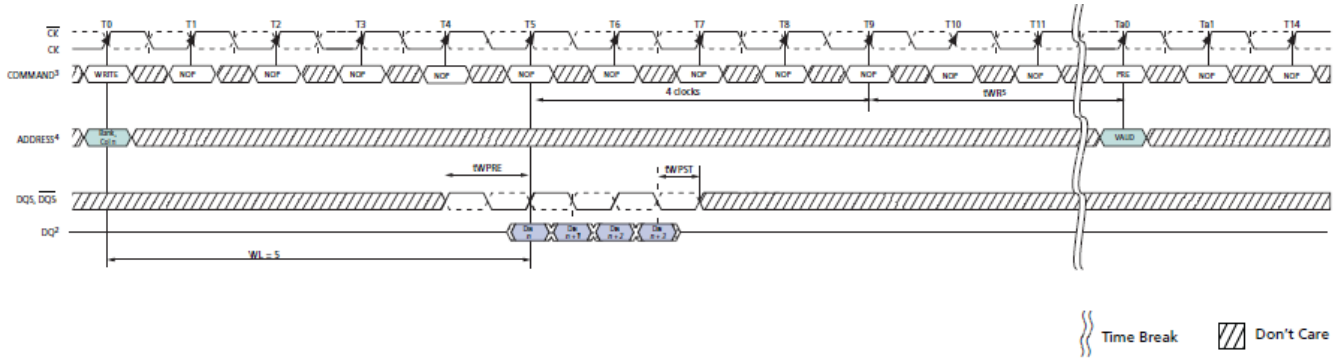 T0 T1 T2 T3 T4 T5 T6 T7 T8 T9 T10 T11 Ta0 Ta1 T14
CK
CK
COMMAND³ WRITE NOP NOP NOP NOP NOP NOP NOP NOP NOP NOP NOP PRE NOP NOP
4 clocks tWR⁵
ADDRESS⁴ Bank, Col n VALID
tWPRE tWPST
DQS, DQS
DQ² Din n Din n + 1 Din n + 2 Din n + 3
WL = 5
Time Break Don't Care